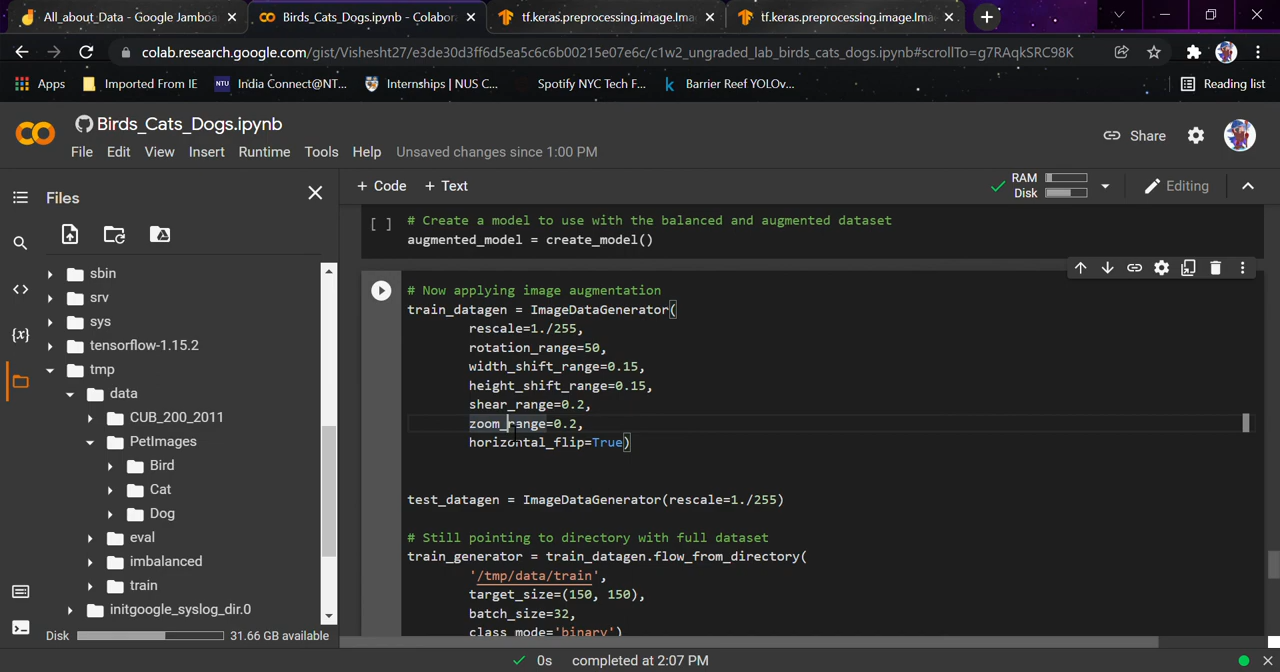 All_about_Data - Google Jamboa
Birds_Cats_Dogs.ipynb - Colabora
tf.keras.preprocessing.image.Ima
tf.keras.preprocessing.image.Ima
colab.research.google.com/gist/Vishesht27/e3de30d3ff6d5ea5c6c6b00215e07e6c/c1w2_ungraded_lab_birds_cats_dogs.ipynb#scrollTo=g7RAqkSRC98K
Apps
Imported From IE
NTU
India Connect@NT...
Internships | NUS C...
Spotify NYC Tech F...
k
Barrier Reef YOLOv...
Reading list
Birds_Cats_Dogs.ipynb
File Edit View Insert Runtime Tools Help Unsaved changes since 1:00 PM
Share
Files
+ Code + Text
RAM
Disk
Editing
sbin
srv
sys
tensorflow-1.15.2
tmp
data
CUB_200_2011
PetImages
Bird
Cat
Dog
eval
imbalanced
train
initgoogle_syslog_dir.0
Disk 31.66 GB available
{x}
[ ] # Create a model to use with the balanced and augmented dataset
augmented_model = create_model()
# Now applying image augmentation
train_datagen = ImageDataGenerator(
rescale=1./255,
rotation_range=50,
width_shift_range=0.15,
height_shift_range=0.15,
shear_range=0.2,
zoom_range=0.2,
horizontal_flip=True)
test_datagen = ImageDataGenerator(rescale=1./255)
# Still pointing to directory with full dataset
train_generator = train_datagen.flow_from_directory(
'/tmp/data/train',
target_size=(150, 150),
batch_size=32,
class_mode='binary')
0s completed at 2:07 PM